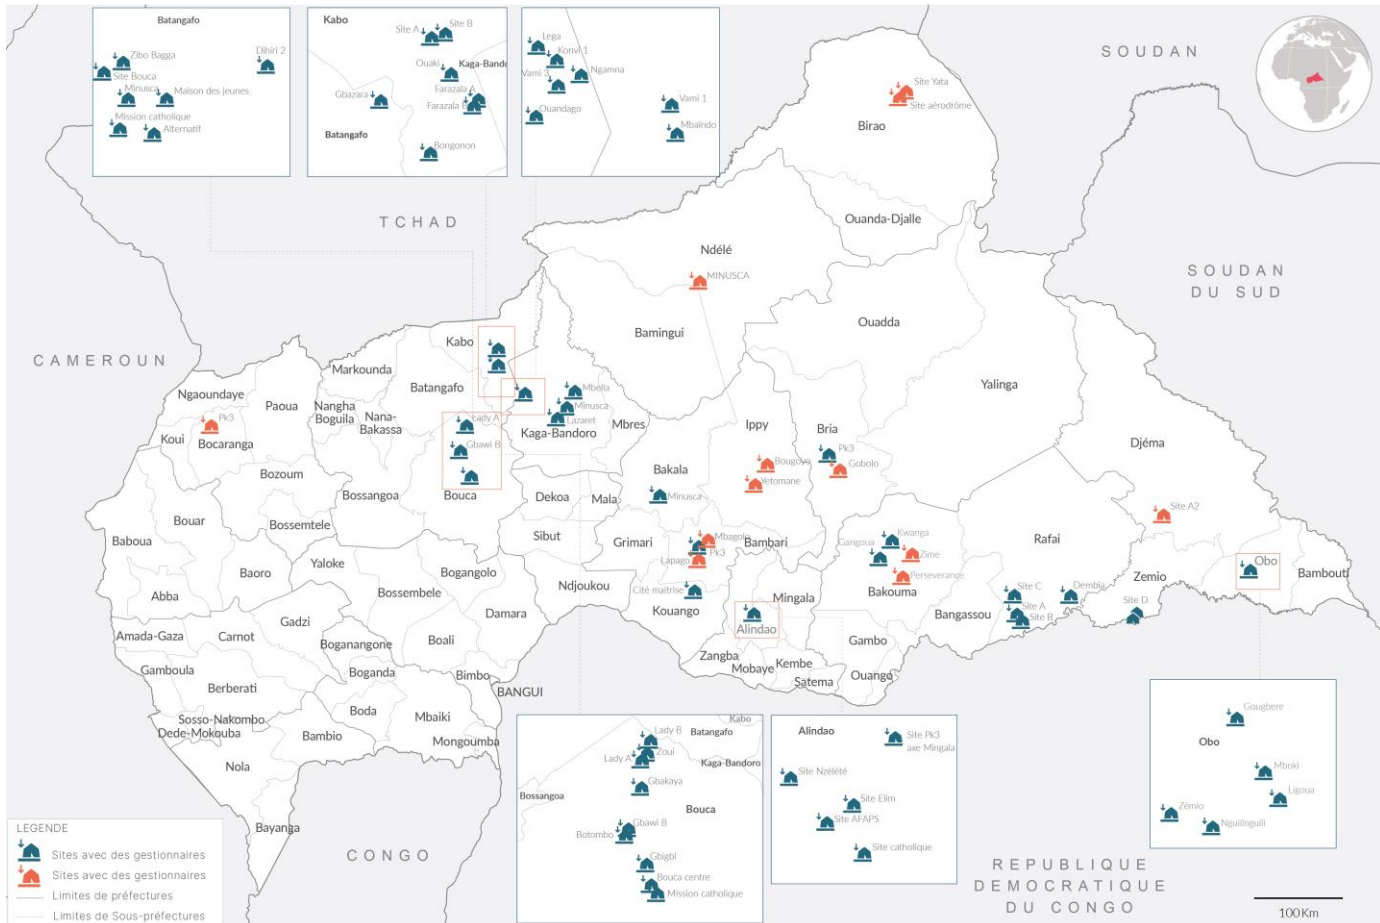 Batangafo
Zibo Bagga
Dihiri 2
Site Bouca
Minusca
Maison des jeunes
Mission catholique
Alternatif
Kabo
Site A
Site B
Ouaki
Kaga-Bando
Gbazara
Farazala A
Farazala B
Batangafo
Bongonon
Lega
Konvi 1
Ngamna
Vami 3
Ouandago
Vami 1
Mbaindo
SOUDAN
TCHAD
SOUDAN
DU SUD
CAMEROUN
Site Yata
Site aérodrôme
Birao
Ouanda-Djalle
Ndélé
MINUSCA
Bamingui
Ouadda
Yalinga
Kabo
Markounda
Batangafo
Ngaoundaye
Paoua
Nangha
Boguila
Nana-
Bakassa
Pk3
Koui
Bocaranga
Lady A
Gbawi B
Mbella
Minusca
Lazaret
Kaga-Bandoro
Mbres
Ippy
Bria
Pk3
Gobolo
Djéma
Bozoum
Bossangoa
Bouca
Bakala
Minusca
Bougoyo
Yetomane
Dekoa
Mala
Site A2
Bouar
Bossemtele
Baboua
Sibut
Grimari
Mbagolo
Pk3
Lapago
Bambari
Kwanga
Gangoua
Zime
Perseverance
Bakouma
Rafai
Yaloke
Bogangolo
Baoro
Bossembele
Ndjoukou
Cité maitrise
Kouango
Mingala
Alindao
Site C
Site A
Site B
Bangassou
Dembia
Site D
Zemio
Obo
Bambouti
Abba
Damara
Gadzi
Amada-Gaza
Carnot
Boali
Boganangone
Gambo
Zangba
Mobaye
Kembe
Satema
Ouango
Gamboula
Berberati
Boganda
Bimbo
BANGUI
Sosso-Nakombo
Dede-Mokouba
Boda
Mbaiki
Bambio
Mongoumba
Nola
Bayanga
CONGO
Kabo
Batangafo
Lady B
Zoui
Lady A
Kaga-Bandoro
Gbakaya
Bossangoa
Bouca
Gbawi B
Botombo
Gbigbi
Bouca centre
Mission catholique
Alindao
Site Pk3
axe Mingala
Site Nzélété
Site Elim
Site AFAPS
Site catholique
Gougbere
Obo
Mboki
Ligoua
Zémio
Nguilinguili
REPUBLIQUE
DEMOCRATIQUE
DU CONGO
LEGENDE
Sites avec des gestionnaires
Sites avec des gestionnaires
Limites de préfectures
Limites de Sous-préfectures
100Km